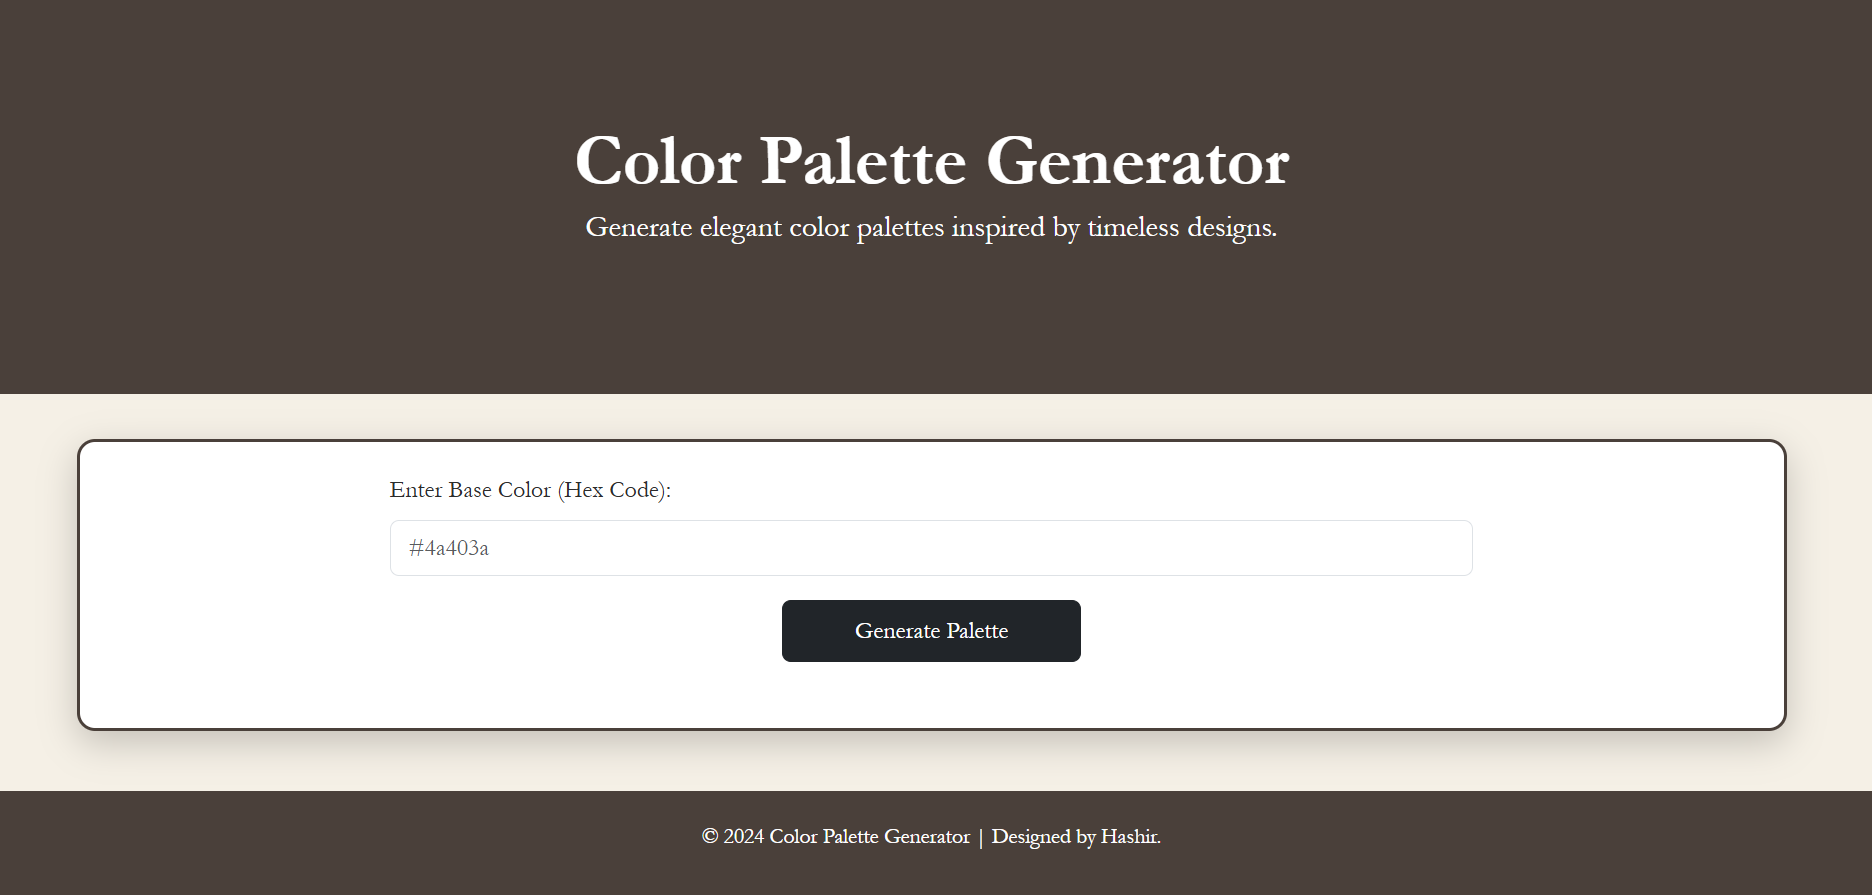 Color Palette Generator
Generate elegant color palettes inspired by timeless designs.
Enter Base Color (Hex Code):
#4a403a
Generate Palette
© 2024 Color Palette Generator | Designed by Hashir.